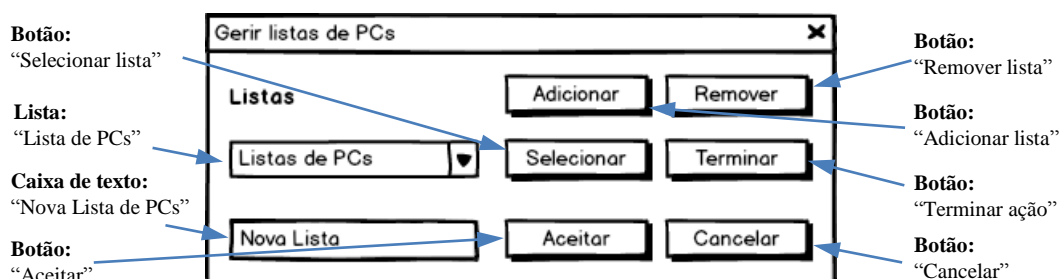 Botão:
“Selecionar lista”
Lista:
“Lista de PCs”
Caixa de texto:
“Nova Lista de PCs”
Botão:
“Aceitar”
Gerir listas de PCs
Listas
Adicionar
Remover
Listas de PCs
Selecionar
Terminar
Nova Lista
Aceitar
Cancelar
Botão:
“Remover lista”
Botão:
“Adicionar lista”
Botão:
“Terminar ação”
Botão:
“Cancelar”